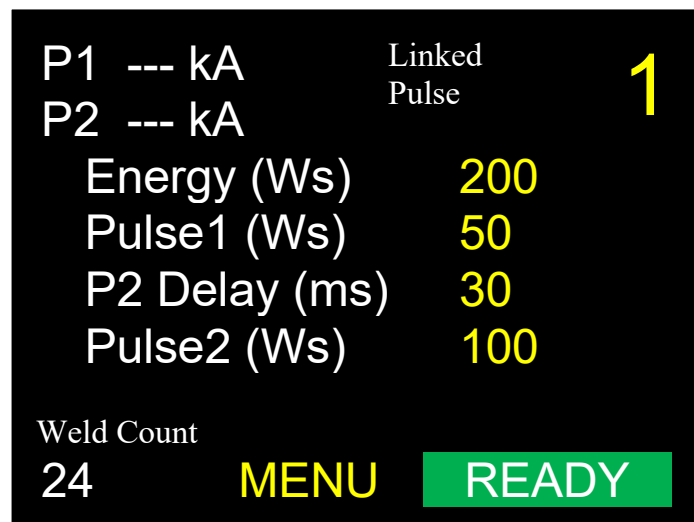 P1 --- kA
Linked
Pulse
1
P2 --- kA
Energy (Ws) 200
Pulse1 (Ws) 50
P2 Delay (ms) 30
Pulse2 (Ws) 100
Weld Count
24 MENU READY